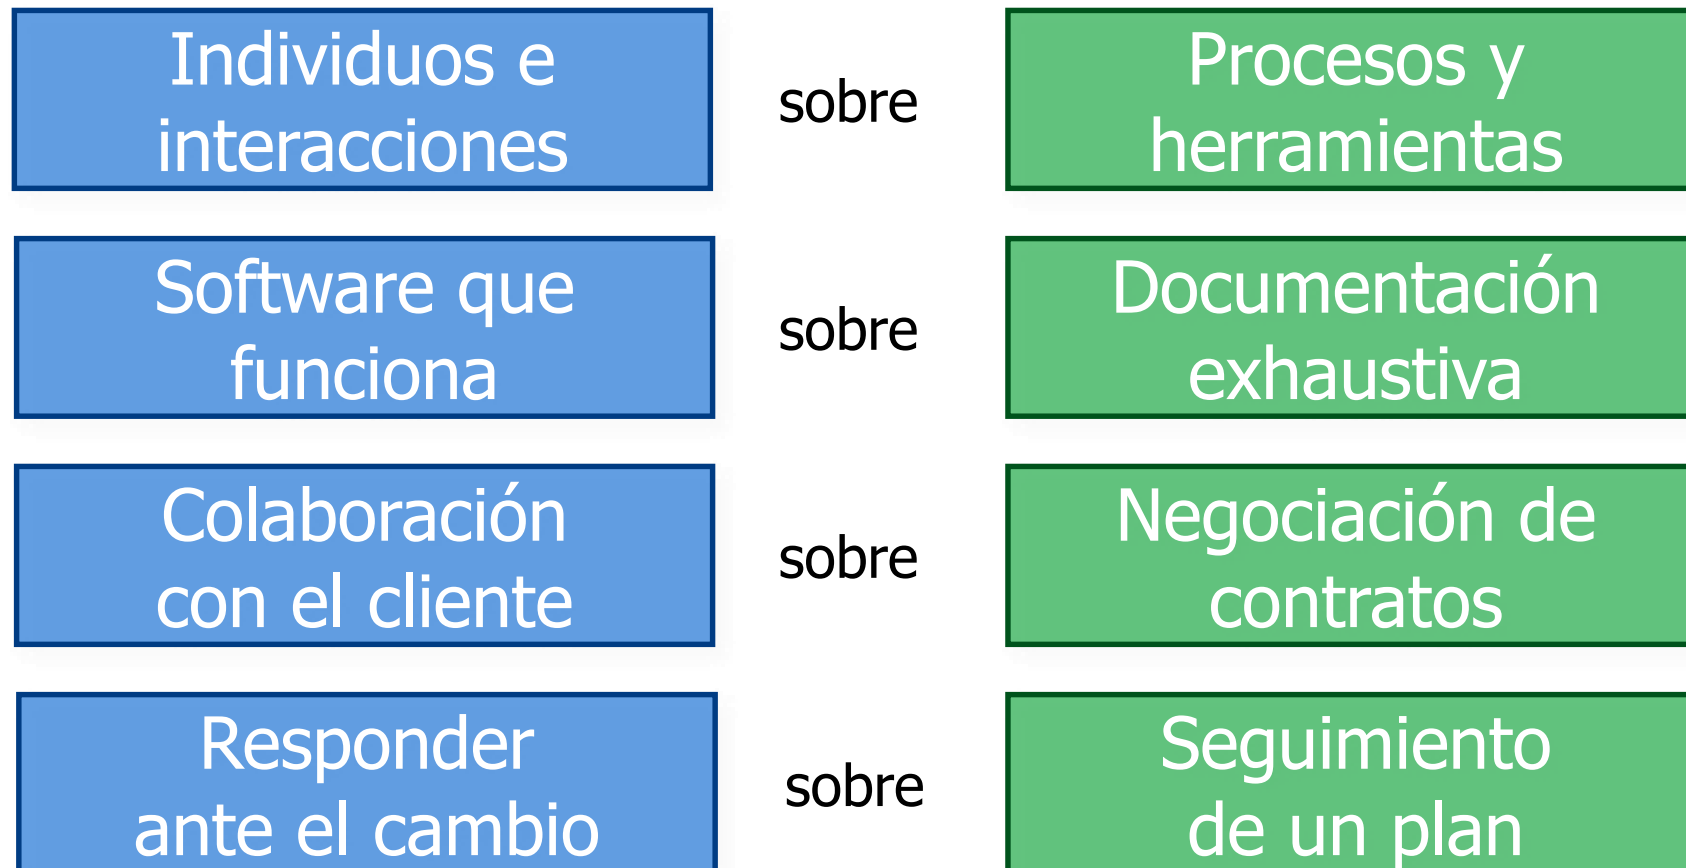 Individuos e
interacciones
sobre
Procesos y
herramientas
Software que
funciona
sobre
Documentación
exhaustiva
Colaboración
con el cliente
sobre
Negociación de
contratos
Responder
ante el cambio
sobre
Seguimiento
de un plan